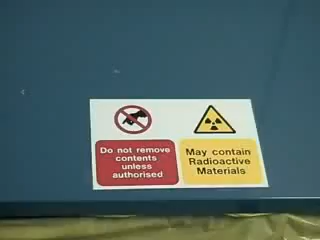 Do not remove
contents
unless
authorised
May contain
Radioactive
Materials